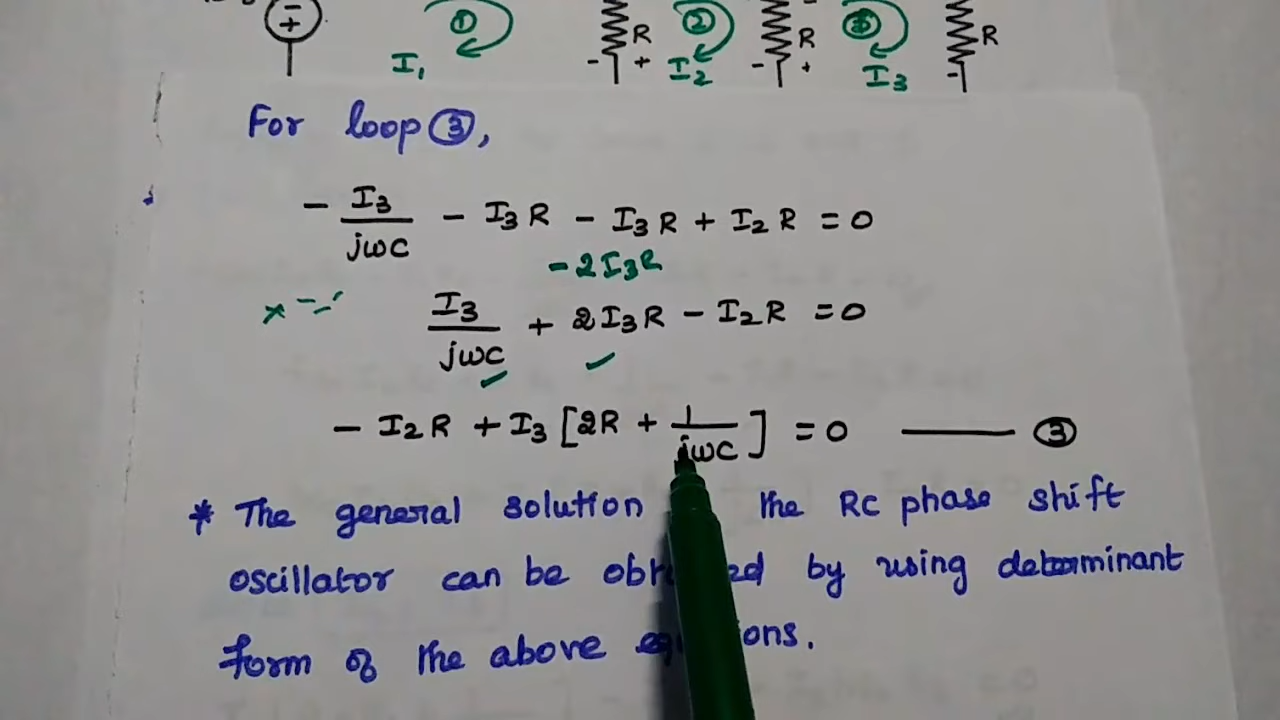 - +
① ② ③
R R R
I₁ - + I₂ - + I₃ -
For loop ③,
- I₃/jωc - I₃R - I₃R + I₂R = 0
- 2I₃R
x -
I₃/jωc + 2I₃R - I₂R = 0
- I₂R + I₃ [2R + 1/jωc] = 0 —— ③
* The general solution the RC phase shift
oscillator can be by using determinant
form of the above